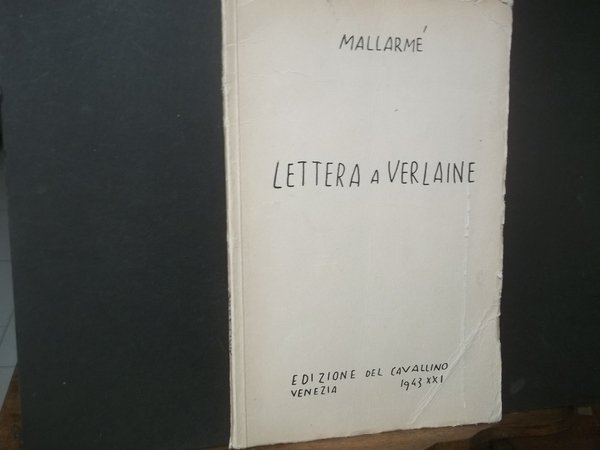 MALLARMÉ
LETTERA A VERLAINE
EDIZIONE DEL CAVALLINO
VENEZIA 1943 XXI